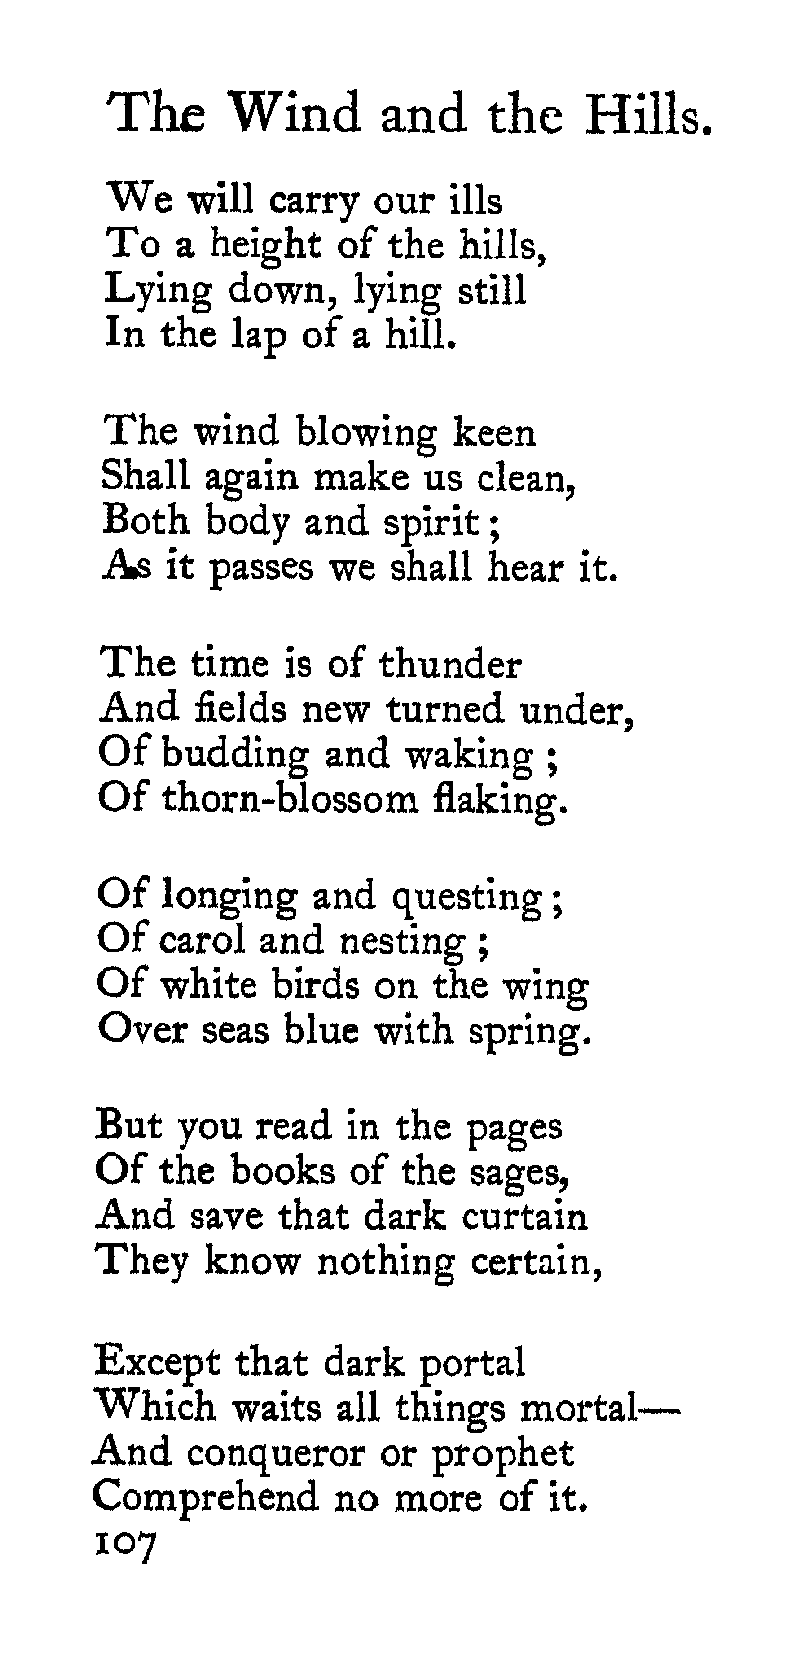 The Wind and the Hills.
We will carry our ills
To a height of the hills,
Lying down, lying still
In the lap of a hill.
The wind blowing keen
Shall again make us clean,
Both body and spirit ;
As it passes we shall hear it.
The time is of thunder
And fields new turned under,
Of budding and waking ;
Of thorn-blossom flaking.
Of longing and questing ;
Of carol and nesting ;
Of white birds on the wing
Over seas blue with spring.
But you read in the pages
Of the books of the sages,
And save that dark curtain
They know nothing certain,
Except that dark portal
Which waits all things mortal—
And conqueror or prophet
Comprehend no more of it.
107